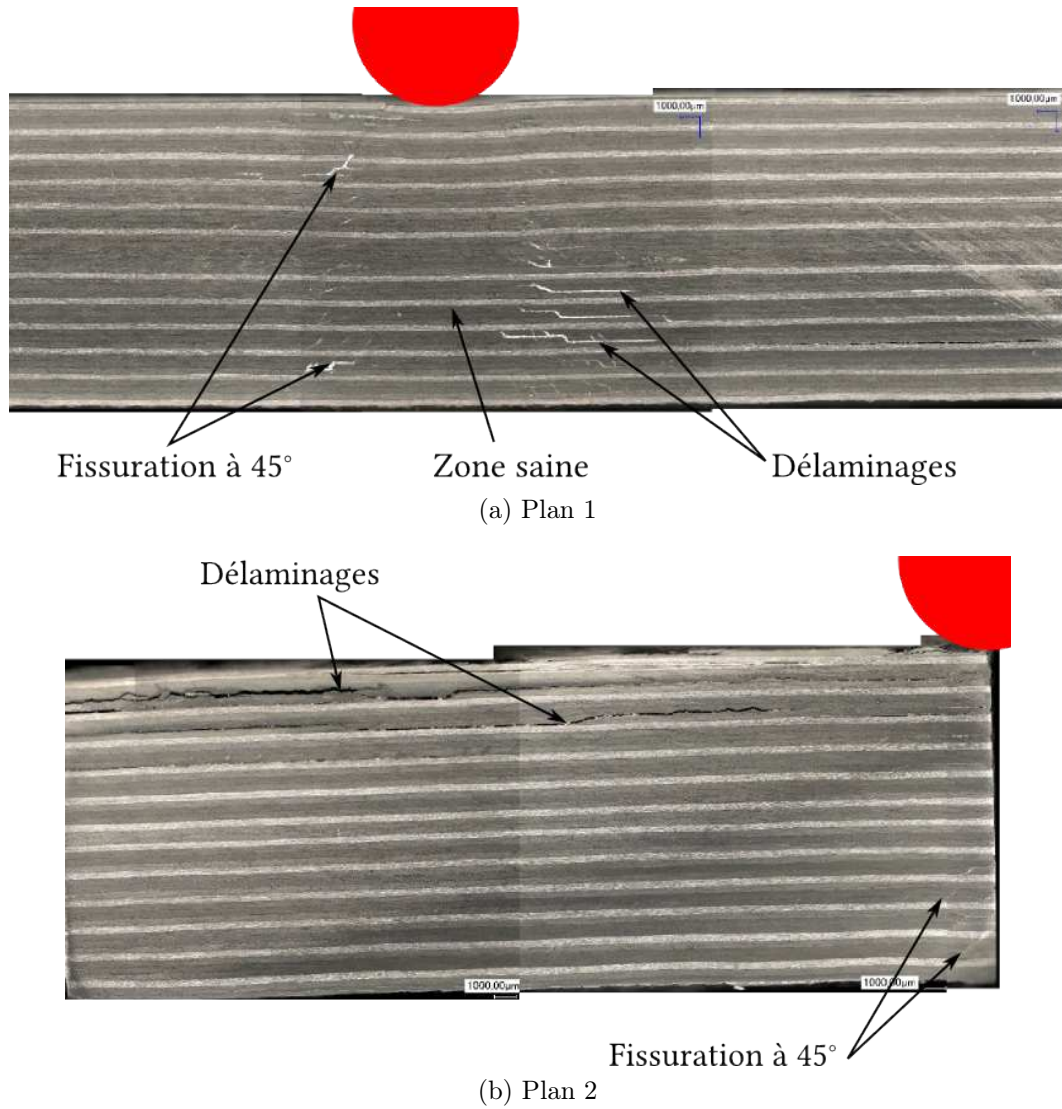 1000,00µm
1000,00µm
Fissuration à 45°
Zone saine
Délaminages
(a) Plan 1
Délaminages
1000,00µm
1000,00µm
Fissuration à 45°
(b) Plan 2